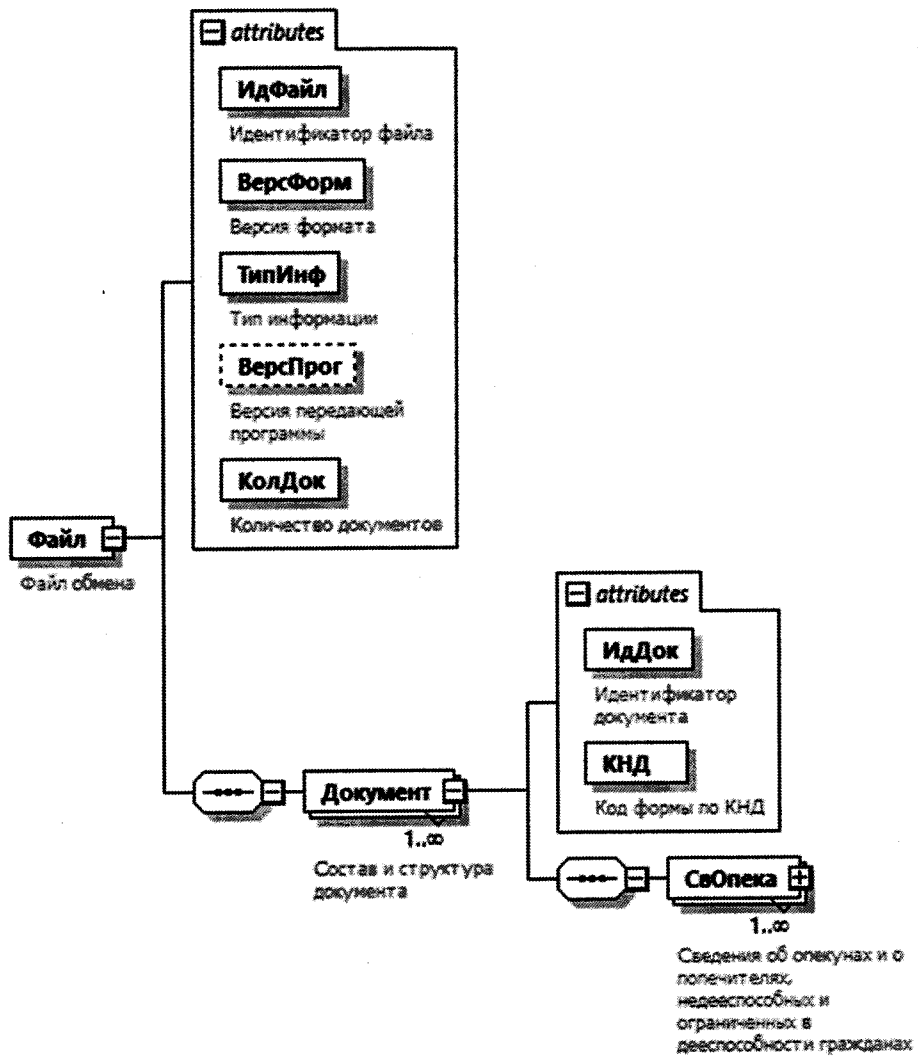 attributes
ИдФайл
Идентификатор файла
ВерсФорм
Версия формата
ТипИнф
Тип информации
ВерсПрог
Версия передающей
программы
КолДок
Количество документов
Файл
Файл обмена
attributes
ИдДок
Идентификатор
документа
КНД
Код формы по КНД
Документ
1..∞
Состав и структура
документа
СвОпека
1..∞
Сведения об опекунах и о
попечителях,
недееспособных и
ограниченных в
дееспособности гражданах